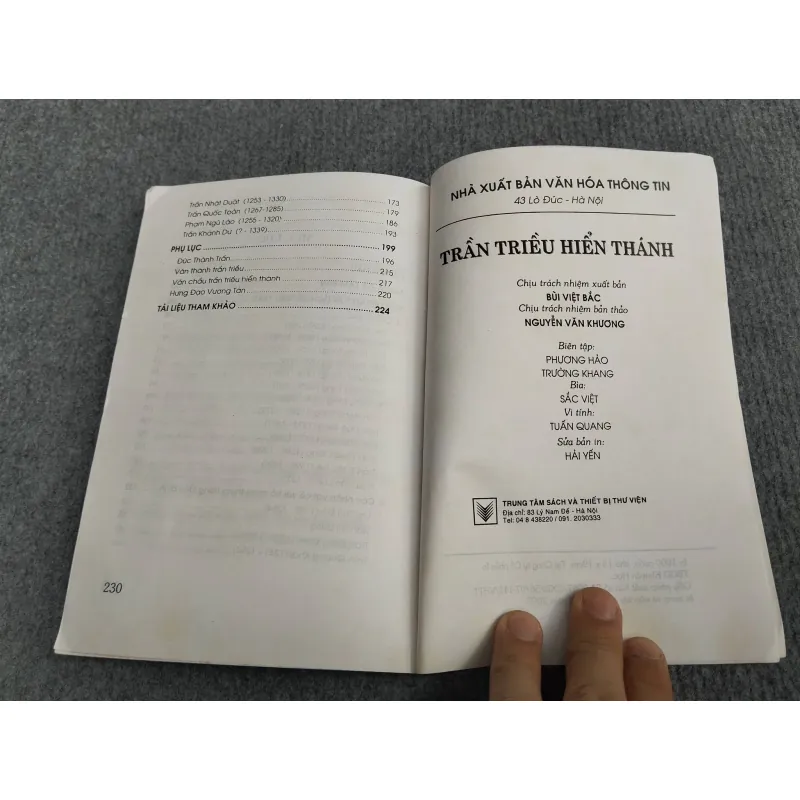 Trần Nhật Duật (1253 - 1330) 173
Trần Quốc Toản (1267-1285) 179
Phạm Ngũ Lão (1255 - 1320) 186
Trần Khánh Dư (? - 1339) 193
PHỤ LỤC 199
Đức Thánh Trần 196
Văn thánh trần triều 215
Văn chầu trần triều hiển thánh 217
Hưng Đạo Vương Tán 220
TÀI LIỆU THAM KHẢO 224
230
NHÀ XUẤT BẢN VĂN HÓA THÔNG TIN
43 Lò Đúc - Hà Nội
TRẦN TRIỀU HIỂN THÁNH
Chịu trách nhiệm xuất bản
BÙI VIỆT BẮC
Chịu trách nhiệm bản thảo
NGUYỄN VĂN KHƯƠNG
Biên tập:
PHƯƠNG HẢO
TRƯỜNG KHANG
Bìa:
SẮC VIỆT
Vi tính:
TUẤN QUANG
Sửa bản in:
HẢI YẾN
TRUNG TÂM SÁCH VÀ THIẾT BỊ THƯ VIỆN
Địa chỉ: 83 Lý Nam Đế - Hà Nội
Tel: 04 8 438220 / 091. 2030333